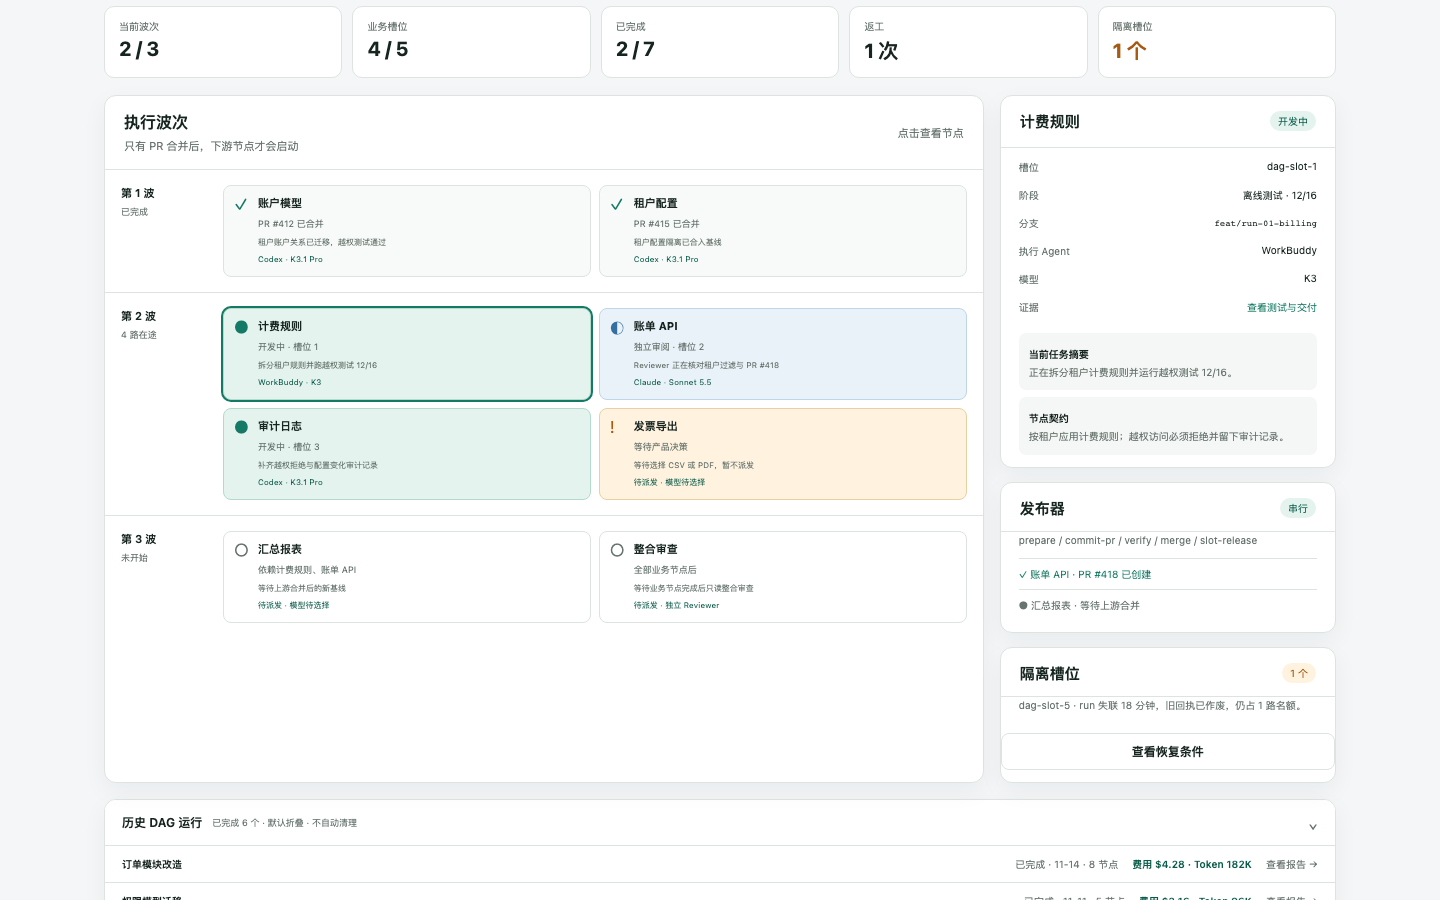 当前波次
2 / 3
业务槽位
4 / 5
已完成
2 / 7
返工
1 次
隔离槽位
1 个
执行波次
只有 PR 合并后，下游节点才会启动
点击查看节点
第 1 波
已完成
账户模型
PR #412 已合并
租户账户关系已迁移，越权测试通过
Codex · K3.1 Pro
租户配置
PR #415 已合并
租户配置隔离已合入基线
Codex · K3.1 Pro
第 2 波
4 路在途
计费规则
开发中 · 槽位 1
拆分租户规则并跑越权测试 12/16
WorkBuddy · K3
账单 API
独立审阅 · 槽位 2
Reviewer 正在核对租户过滤与 PR #418
Claude · Sonnet 5.5
审计日志
开发中 · 槽位 3
补齐越权拒绝与配置变化审计记录
Codex · K3.1 Pro
!
发票导出
等待产品决策
等待选择 CSV 或 PDF，暂不派发
待派发 · 模型待选择
第 3 波
未开始
汇总报表
依赖计费规则、账单 API
等待上游合并后的新基线
待派发 · 模型待选择
整合审查
全部业务节点后
等待业务节点完成后只读整合审查
待派发 · 独立 Reviewer
计费规则
开发中
槽位
dag-slot-1
阶段
离线测试 · 12/16
分支
feat/run-01-billing
执行 Agent
WorkBuddy
模型
K3
证据
查看测试与交付
当前任务摘要
正在拆分租户计费规则并运行越权测试 12/16。
节点契约
按租户应用计费规则；越权访问必须拒绝并留下审计记录。
发布器
串行
prepare / commit-pr / verify / merge / slot-release
✓ 账单 API · PR #418 已创建
● 汇总报表 · 等待上游合并
隔离槽位
1 个
dag-slot-5 · run 失联 18 分钟，旧回执已作废，仍占 1 路名额。
查看恢复条件
历史 DAG 运行
已完成 6 个 · 默认折叠 · 不自动清理
订单模块改造
已完成 · 11-14 · 8 节点
费用 $4.28 · Token 182K
查看报告 →